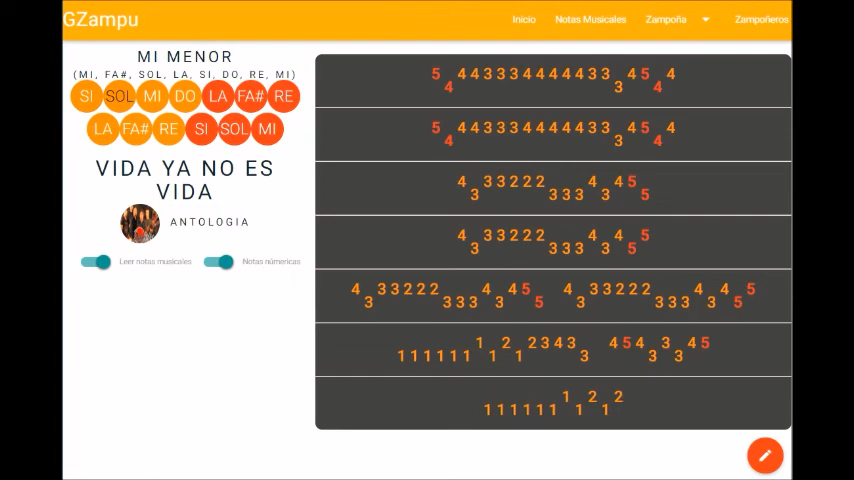 GZampu
Inicio Notas Musicales Zampoña Zampoñeros
MI MENOR
(MI, FA#, SOL, LA, SI, DO, RE, MI)
SI SOL MI DO LA FA# RE
LA FA# RE SI SOL MI
VIDA YA NO ES
VIDA
ANTOLOGIA
Leer notas musicales Notas númericas
5 4 4 4 3 3 3 4 4 4 4 4 3 3 3 4 5 4 4
5 4 4 4 3 3 3 4 4 4 4 4 3 3 3 4 5 4 4
4 3 3 3 2 2 2 3 3 3 4 3 4 5 5
4 3 3 3 2 2 2 3 3 3 4 3 4 5 5
4 3 3 3 2 2 2 3 3 3 4 3 4 5 5 4 3 3 3 2 2 2 3 3 3 4 3 4 5 5
1 1 1 1 1 1 1 1 2 1 2 3 4 3 3 4 5 4 3 3 3 4 5
1 1 1 1 1 1 1 1 2 1 2